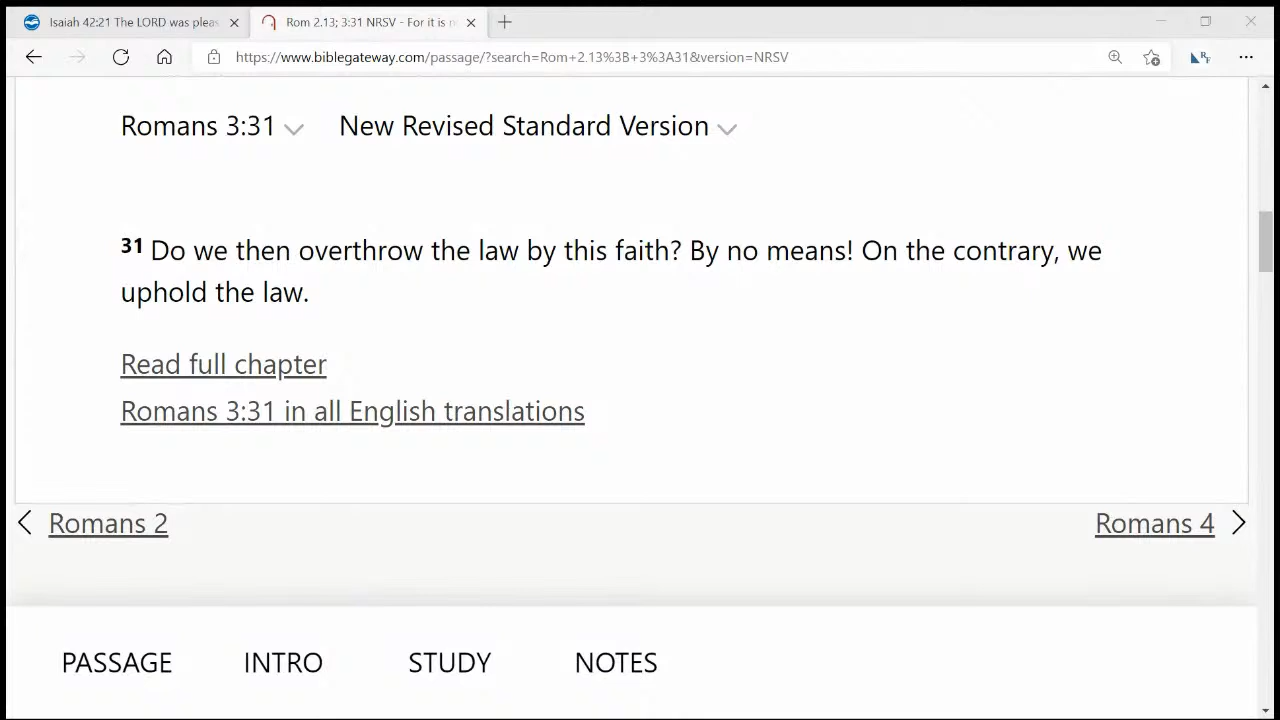 Isaiah 42:21 The LORD was pleas
Rom 2.13; 3:31 NRSV - For it is n
https://www.biblegateway.com/passage/?search=Rom+2.13%3B+3%3A31&version=NRSV
Romans 3:31 New Revised Standard Version
31 Do we then overthrow the law by this faith? By no means! On the contrary, we
uphold the law.
Read full chapter
Romans 3:31 in all English translations
Romans 2
Romans 4
PASSAGE INTRO STUDY NOTES